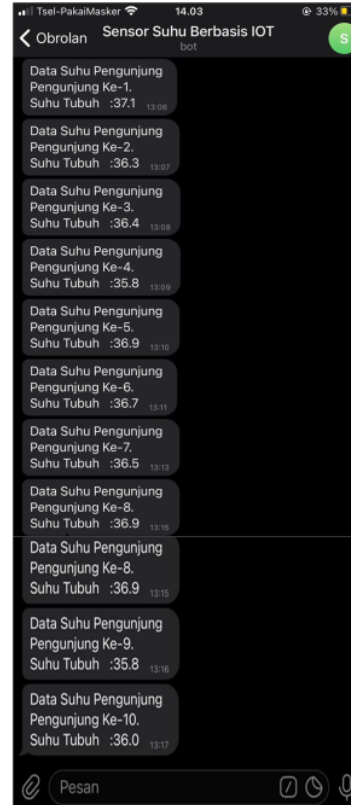 Tsel-PakaiMasker 14.03 33%
Obrolan Sensor Suhu Berbasis IOT S
bot
Data Suhu Pengunjung
Pengunjung Ke-1.
Suhu Tubuh :37.1 13:06
Data Suhu Pengunjung
Pengunjung Ke-2.
Suhu Tubuh :36.3 13:07
Data Suhu Pengunjung
Pengunjung Ke-3.
Suhu Tubuh :36.4 13:08
Data Suhu Pengunjung
Pengunjung Ke-4.
Suhu Tubuh :35.8 13:09
Data Suhu Pengunjung
Pengunjung Ke-5.
Suhu Tubuh :36.9 13:10
Data Suhu Pengunjung
Pengunjung Ke-6.
Suhu Tubuh :36.7 13:11
Data Suhu Pengunjung
Pengunjung Ke-7.
Suhu Tubuh :36.5 13:13
Data Suhu Pengunjung
Pengunjung Ke-8.
Suhu Tubuh :36.9 13:15
Data Suhu Pengunjung
Pengunjung Ke-8.
Suhu Tubuh :36.9 13:15
Data Suhu Pengunjung
Pengunjung Ke-9.
Suhu Tubuh :35.8 13:16
Data Suhu Pengunjung
Pengunjung Ke-10.
Suhu Tubuh :36.0 13:17
Pesan